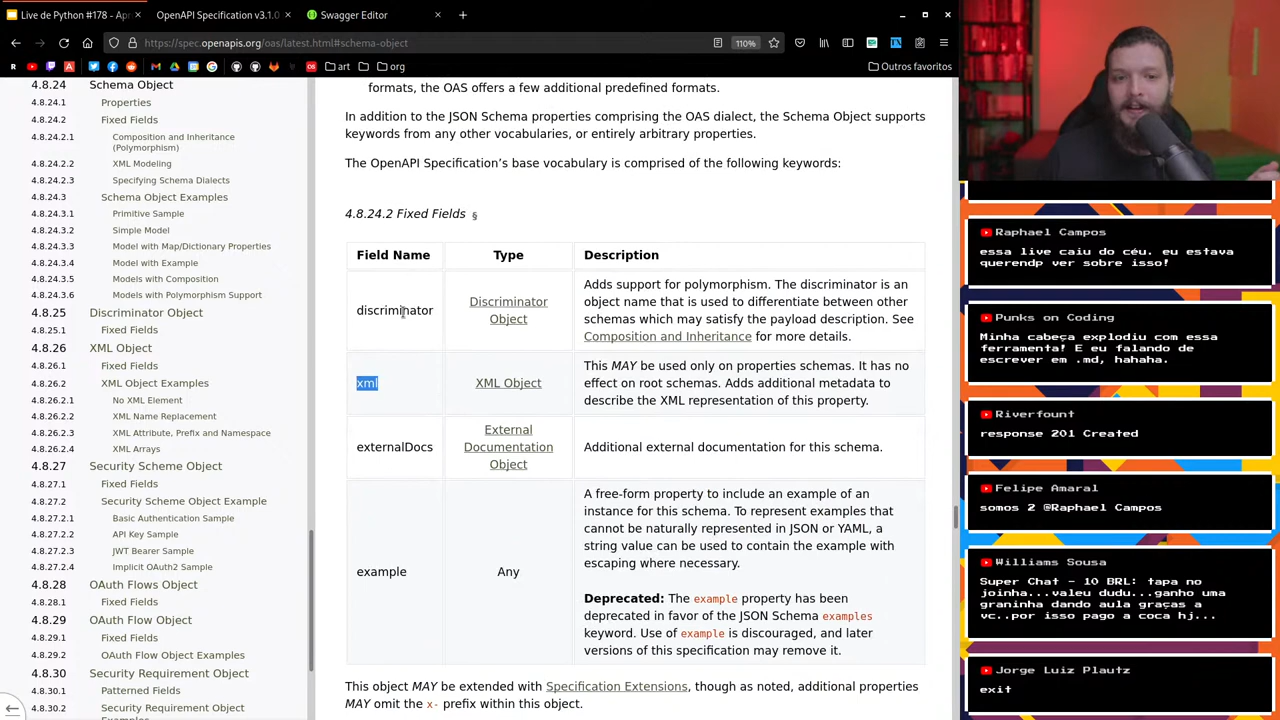 Live de Python #178 - Ap
OpenAPI Specification v3.1.0
Swagger Editor
https://spec.openapis.org/oas/latest.html#schema-object
110%
art
org
Outros favoritos
4.8.24 Schema Object
4.8.24.1 Properties
4.8.24.2 Fixed Fields
4.8.24.2.1 Composition and Inheritance
(Polymorphism)
4.8.24.2.2 XML Modeling
4.8.24.2.3 Specifying Schema Dialects
4.8.24.3 Schema Object Examples
4.8.24.3.1 Primitive Sample
4.8.24.3.2 Simple Model
4.8.24.3.3 Model with Map/Dictionary Properties
4.8.24.3.4 Model with Example
4.8.24.3.5 Models with Composition
4.8.24.3.6 Models with Polymorphism Support
4.8.25 Discriminator Object
4.8.25.1 Fixed Fields
4.8.26 XML Object
4.8.26.1 Fixed Fields
4.8.26.2 XML Object Examples
4.8.26.2.1 No XML Element
4.8.26.2.2 XML Name Replacement
4.8.26.2.3 XML Attribute, Prefix and Namespace
4.8.26.2.4 XML Arrays
4.8.27 Security Scheme Object
4.8.27.1 Fixed Fields
4.8.27.2 Security Scheme Object Example
4.8.27.2.1 Basic Authentication Sample
4.8.27.2.2 API Key Sample
4.8.27.2.3 JWT Bearer Sample
4.8.27.2.4 Implicit OAuth2 Sample
4.8.28 OAuth Flows Object
4.8.28.1 Fixed Fields
4.8.29 OAuth Flow Object
4.8.29.1 Fixed Fields
4.8.29.2 OAuth Flow Object Examples
4.8.30 Security Requirement Object
4.8.30.1 Patterned Fields
4.8.30.2 Security Requirement Object
formats, the OAS offers a few additional predefined formats.
In addition to the JSON Schema properties comprising the OAS dialect, the Schema Object supports
keywords from any other vocabularies, or entirely arbitrary properties.
The OpenAPI Specification’s base vocabulary is comprised of the following keywords:
4.8.24.2 Fixed Fields §
Field Name Type Description
discriminator
Discriminator
Object
Adds support for polymorphism. The discriminator is an
object name that is used to differentiate between other
schemas which may satisfy the payload description. See
Composition and Inheritance for more details.
xml
XML Object
This MAY be used only on properties schemas. It has no
effect on root schemas. Adds additional metadata to
describe the XML representation of this property.
externalDocs
External
Documentation
Object
Additional external documentation for this schema.
example
Any
A free-form property to include an example of an
instance for this schema. To represent examples that
cannot be naturally represented in JSON or YAML, a
string value can be used to contain the example with
escaping where necessary.
Deprecated: The example property has been
deprecated in favor of the JSON Schema examples
keyword. Use of example is discouraged, and later
versions of this specification may remove it.
This object MAY be extended with Specification Extensions, though as noted, additional properties
MAY omit the x- prefix within this object.
Raphael Campos
essa live caiu do céu. eu estava
querendp ver sobre isso!
Punks on Coding
Minha cabeça explodiu com essa
ferramenta! E eu falando de
escrever em .md, hahaha.
Riverfount
response 201 Created
Felipe Amaral
somos 2 @Raphael Campos
Williams Sousa
Super Chat - 10 BRL: tapa no
joinha...valeu dudu...ganho uma
graninha dando aula graças a
vc..por isso pago a coca hj...
Jorge Luiz Plautz
exit